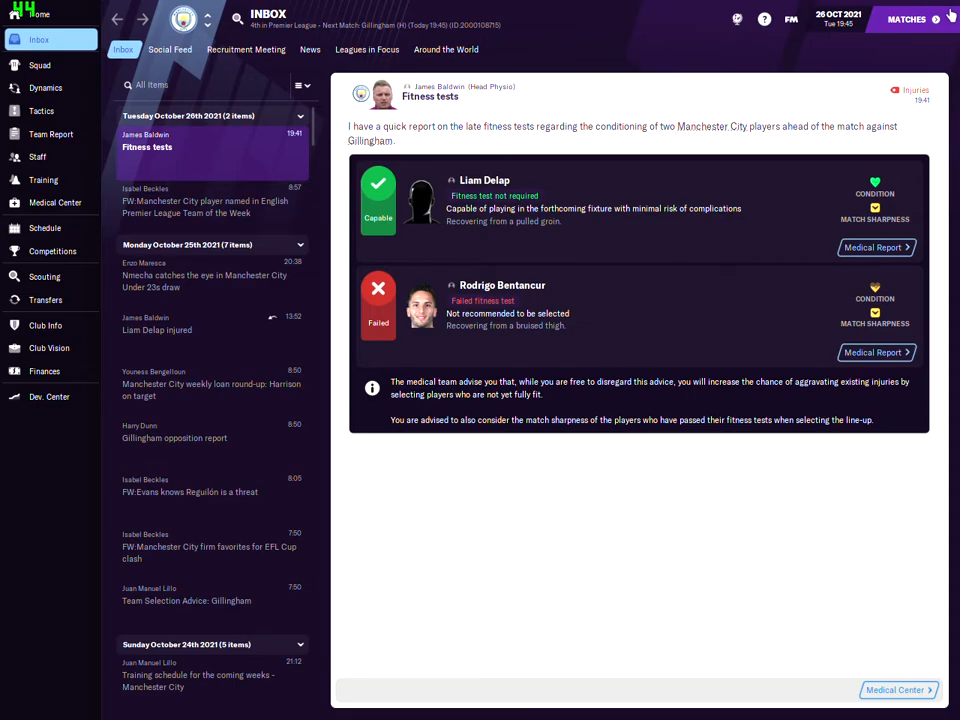 44
Home
INBOX
4th in Premier League - Next Match: Gillingham (H) (Today 19:45) (ID:2000108715)
FM
26 OCT 2021
Tue 19:45
MATCHES
Inbox
Inbox
Social Feed
Recruitment Meeting
News
Leagues in Focus
Around the World
Squad
Dynamics
Tactics
Team Report
Staff
Training
Medical Center
Schedule
Competitions
Scouting
Transfers
Club Info
Club Vision
Finances
Dev. Center
All Items
Tuesday October 26th 2021 (2 items)
James Baldwin 19:41
Fitness tests
Isabel Beckles 8:57
FW:Manchester City player named in English
Premier League Team of the Week
Monday October 25th 2021 (7 items)
Enzo Maresca 20:38
Nmecha catches the eye in Manchester City
Under 23s draw
James Baldwin 13:52
Liam Delap injured
Youness Bengelloun 8:50
Manchester City weekly loan round-up: Harrison
on target
Harry Dunn 8:50
Gillingham opposition report
Isabel Beckles 8:05
FW:Evans knows Reguilón is a threat
Isabel Beckles 7:50
FW:Manchester City firm favorites for EFL Cup
clash
Juan Manuel Lillo 7:50
Team Selection Advice: Gillingham
Sunday October 24th 2021 (5 items)
Juan Manuel Lillo 21:12
Training schedule for the coming weeks -
Manchester City
James Baldwin (Head Physio)
Fitness tests
Injuries
19:41
I have a quick report on the late fitness tests regarding the conditioning of two Manchester City players ahead of the match against
Gillingham.
Capable
Liam Delap
Fitness test not required
Capable of playing in the forthcoming fixture with minimal risk of complications
Recovering from a pulled groin.
CONDITION
MATCH SHARPNESS
Medical Report
Failed
Rodrigo Bentancur
Failed fitness test
Not recommended to be selected
Recovering from a bruised thigh.
CONDITION
MATCH SHARPNESS
Medical Report
The medical team advise you that, while you are free to disregard this advice, you will increase the chance of aggravating existing injuries by
selecting players who are not yet fully fit.
You are advised to also consider the match sharpness of the players who have passed their fitness tests when selecting the line-up.
Medical Center